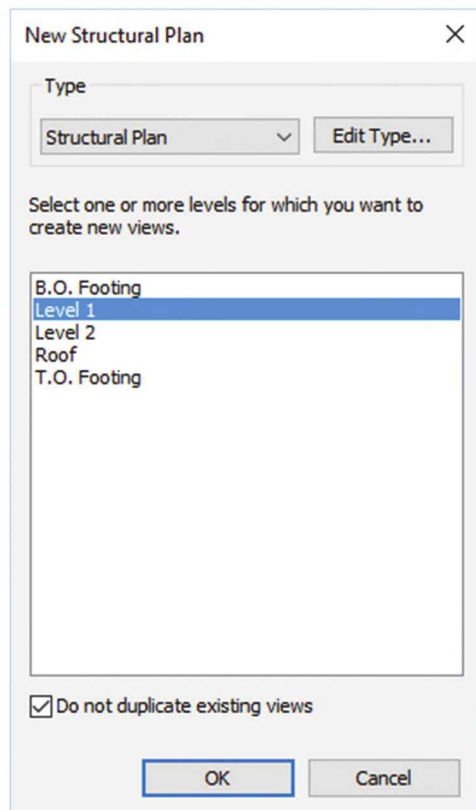 New Structural Plan
Type
Structural Plan
Edit Type...
Select one or more levels for which you want to
create new views.
B.O. Footing
Level 1
Level 2
Roof
T.O. Footing
Do not duplicate existing views
OK
Cancel